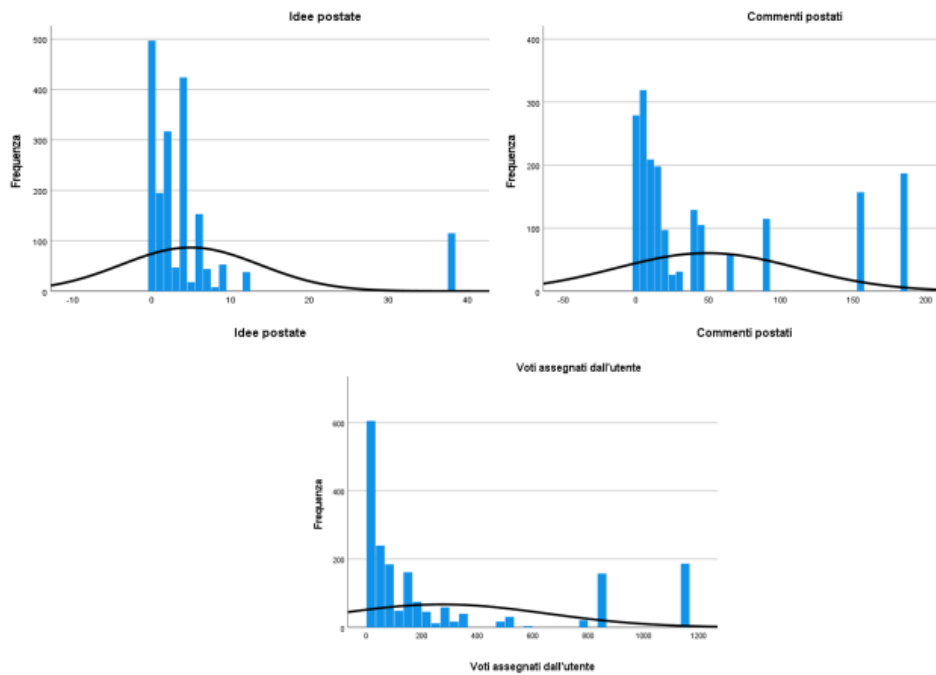 Idee postate
500
400
300
200
100
0
Frequenza
-10 0 10 20 30 40
Idee postate
Commenti postati
400
300
200
100
0
Frequenza
-50 0 50 100 150 200
Commenti postati
Voti assegnati dall'utente
600
400
200
0
Frequenza
0 200 400 600 800 1000 1200
Voti assegnati dall'utente